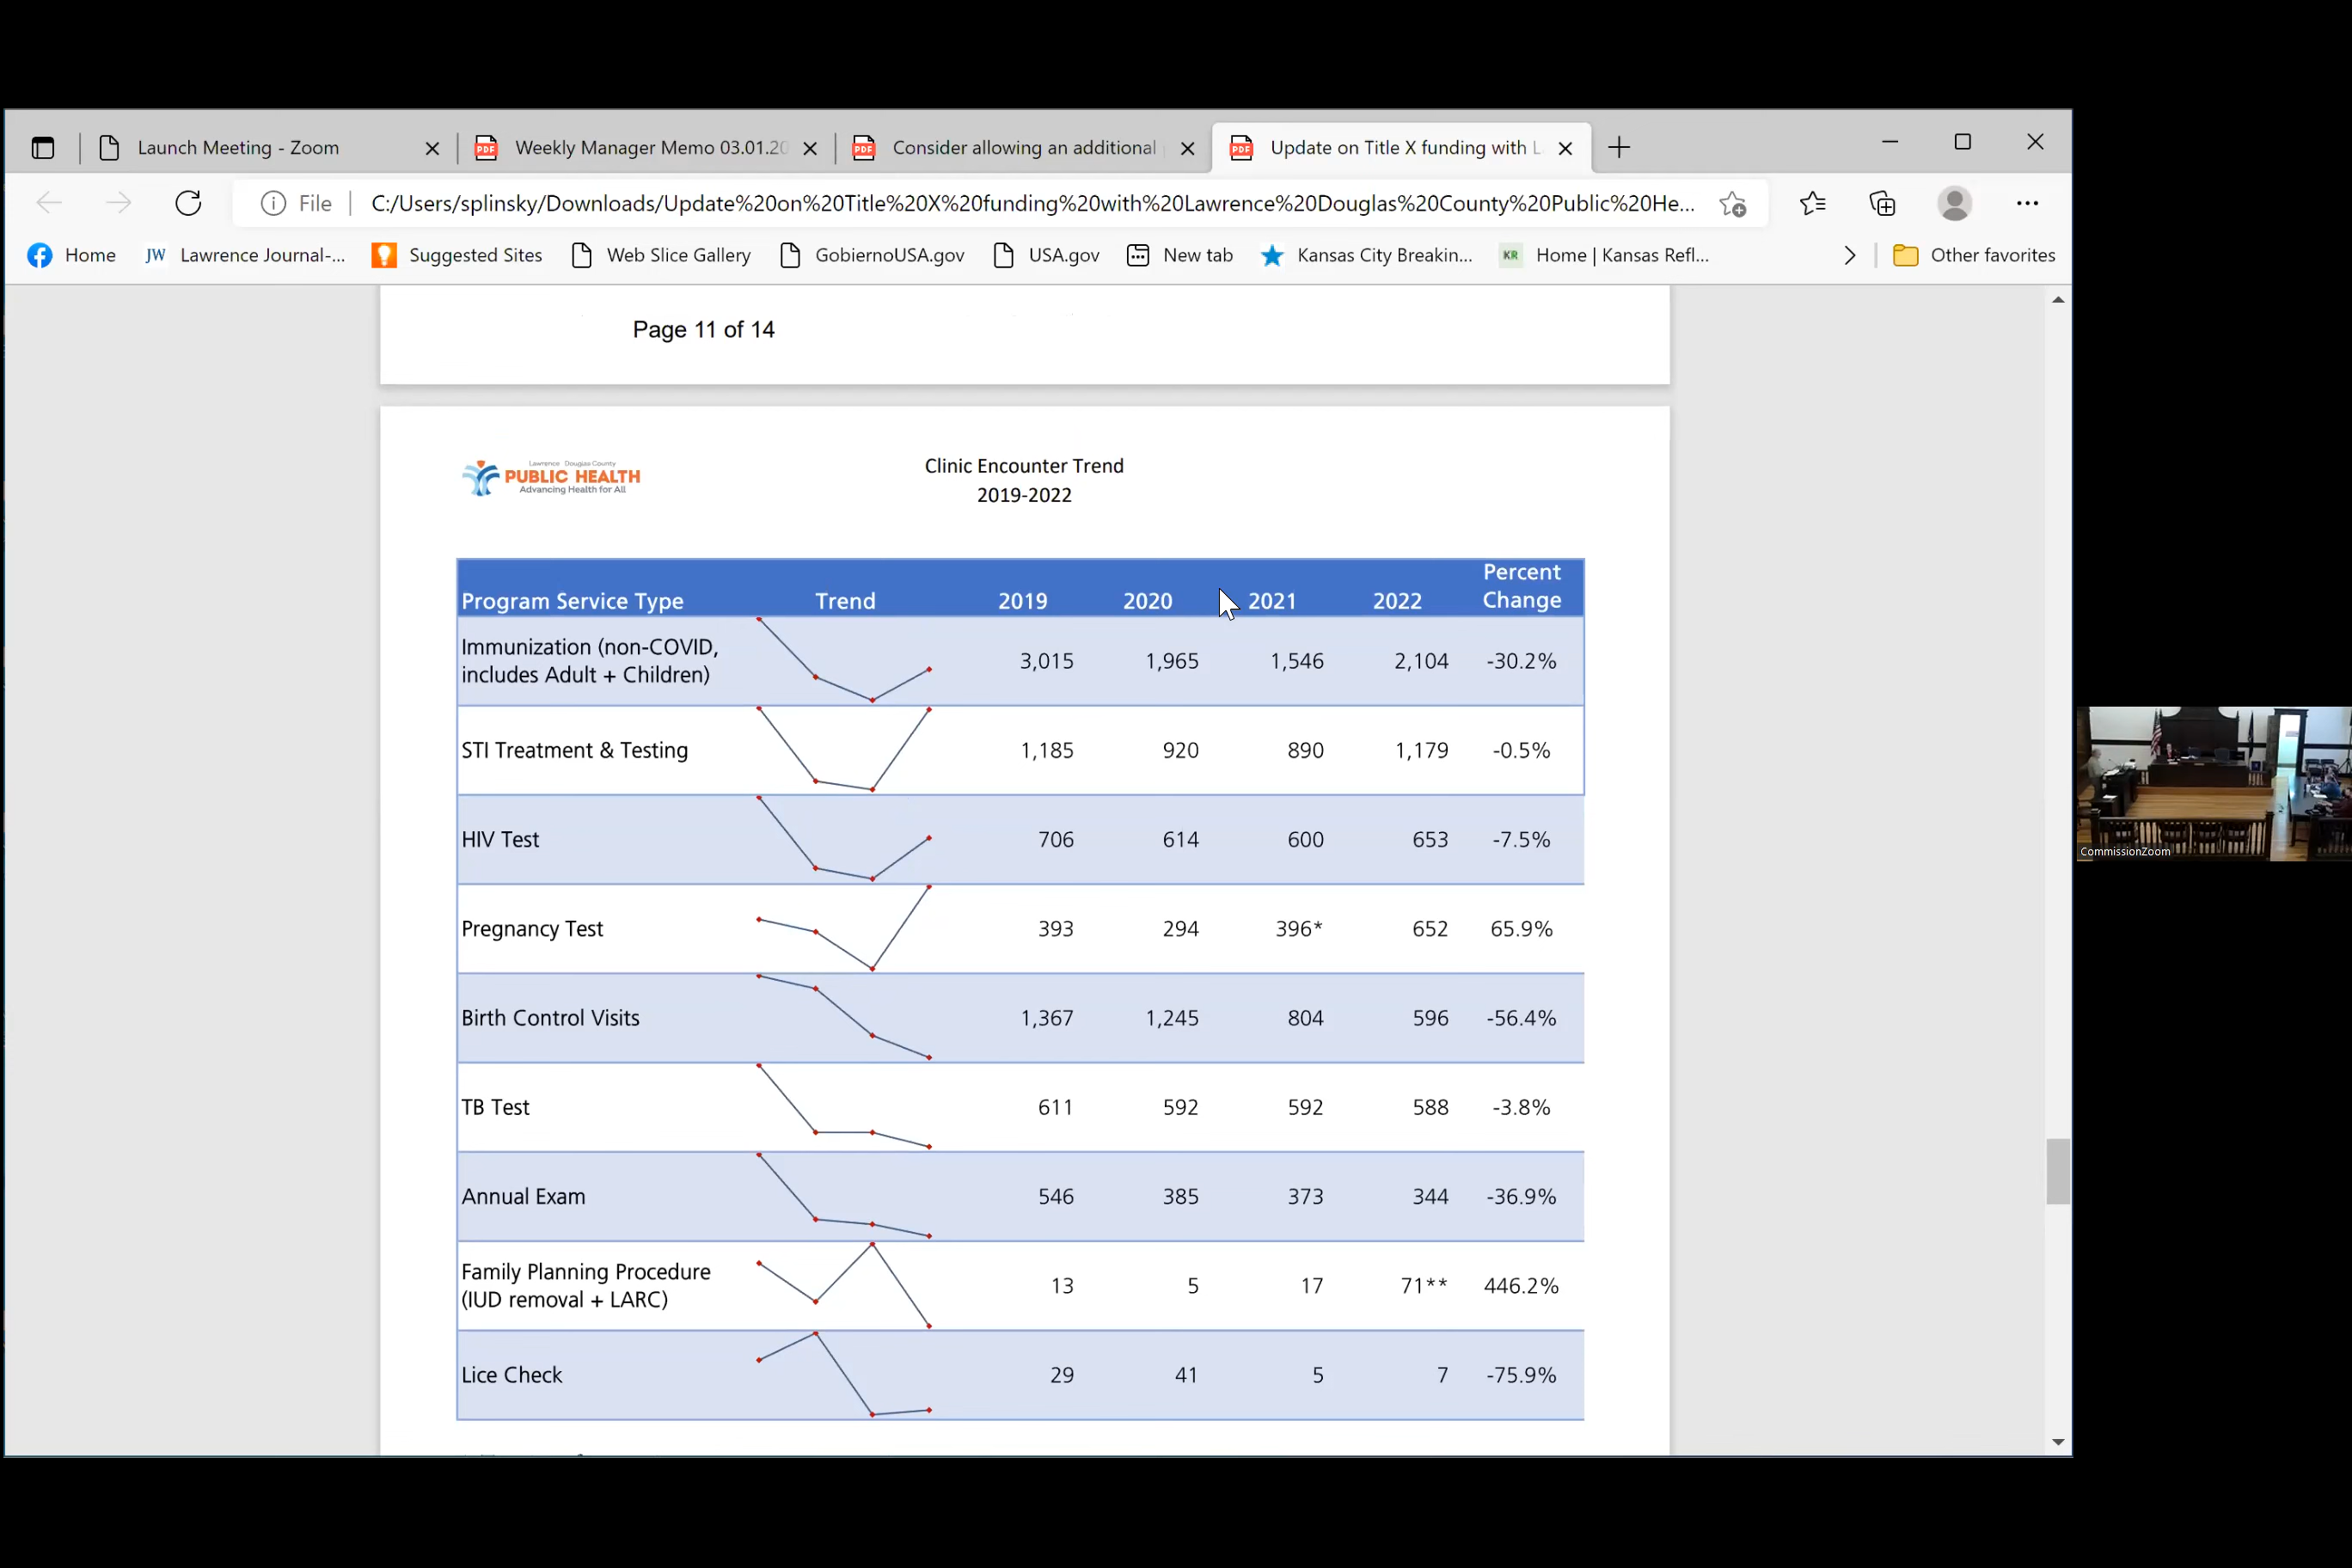 Launch Meeting - Zoom
Weekly Manager Memo 03.01.20
Consider allowing an additional
Update on Title X funding with L
File
C:/Users/splinsky/Downloads/Update%20on%20Title%20X%20funding%20with%20Lawrence%20Douglas%20County%20Public%20He...
Home
JW Lawrence Journal-...
Suggested Sites
Web Slice Gallery
GobiernoUSA.gov
USA.gov
New tab
Kansas City Breakin...
KR Home | Kansas Refl...
Other favorites
Page 11 of 14
Lawrence Douglas County
PUBLIC HEALTH
Advancing Health for All
Clinic Encounter Trend
2019-2022
Program Service Type Trend 2019 2020 2021 2022 Percent Change
Immunization (non-COVID, includes Adult + Children) 3,015 1,965 1,546 2,104 -30.2%
STI Treatment & Testing 1,185 920 890 1,179 -0.5%
HIV Test 706 614 600 653 -7.5%
Pregnancy Test 393 294 396* 652 65.9%
Birth Control Visits 1,367 1,245 804 596 -56.4%
TB Test 611 592 592 588 -3.8%
Annual Exam 546 385 373 344 -36.9%
Family Planning Procedure (IUD removal + LARC) 13 5 17 71** 446.2%
Lice Check 29 41 5 7 -75.9%
CommissionZoom